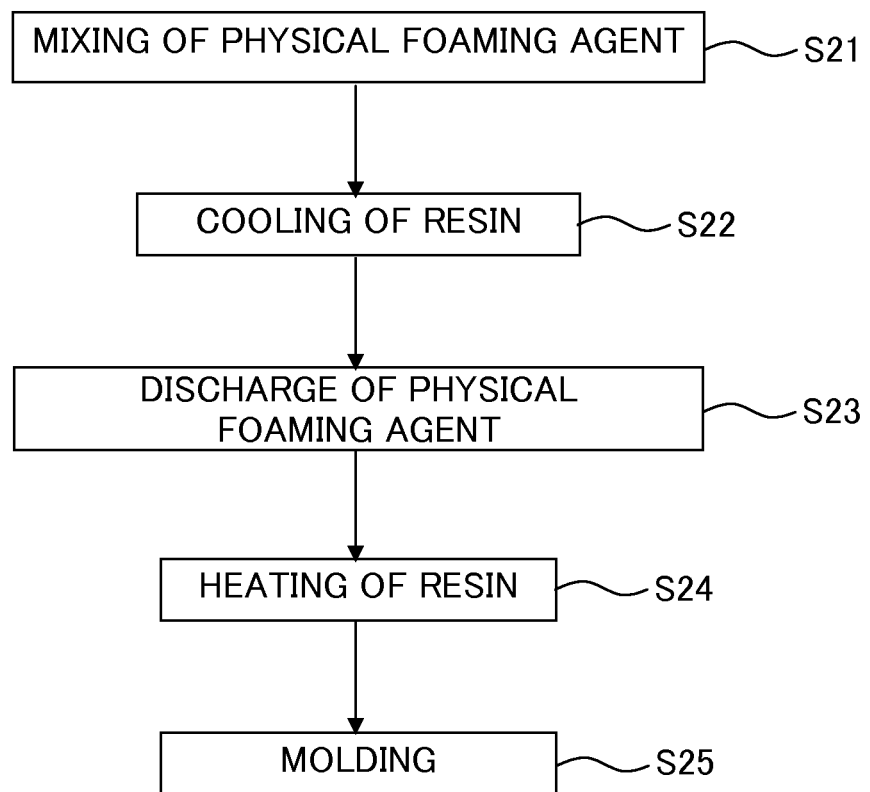 MIXING OF PHYSICAL FOAMING AGENT
S21
COOLING OF RESIN
S22
DISCHARGE OF PHYSICAL
FOAMING AGENT
S23
HEATING OF RESIN
S24
MOLDING
S25